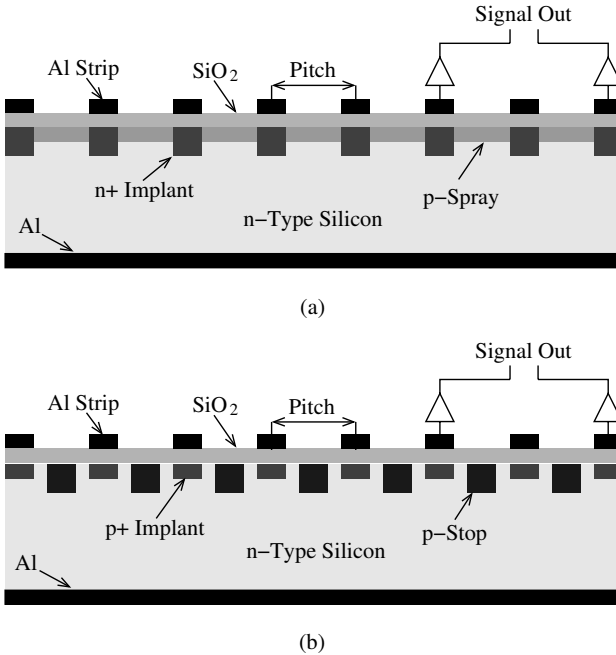 Signal Out
Al Strip
SiO2
Pitch
n+ Implant
p−Spray
n−Type Silicon
Al
(a)
Signal Out
Al Strip
SiO2
Pitch
p+ Implant
p−Stop
n−Type Silicon
Al
(b)